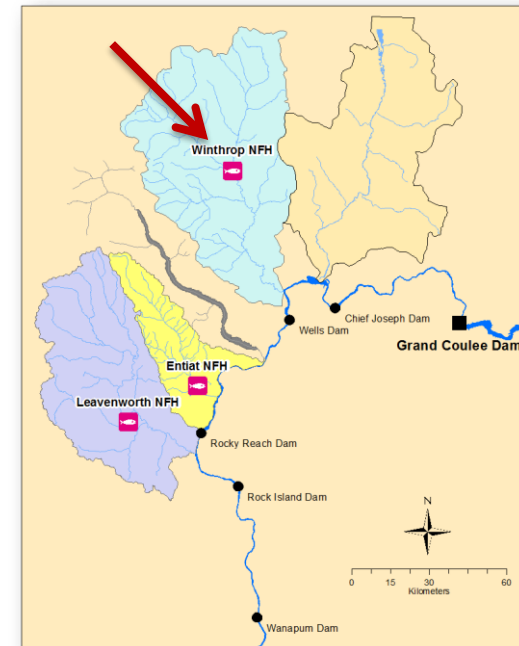 Winthrop NFH
Chief Joseph Dam
Wells Dam
Grand Coulee Dam
Entiat NFH
Leavenworth NFH
Rocky Reach Dam
Rock Island Dam
N
0 15 30 60
Kilometers
Wanapum Dam